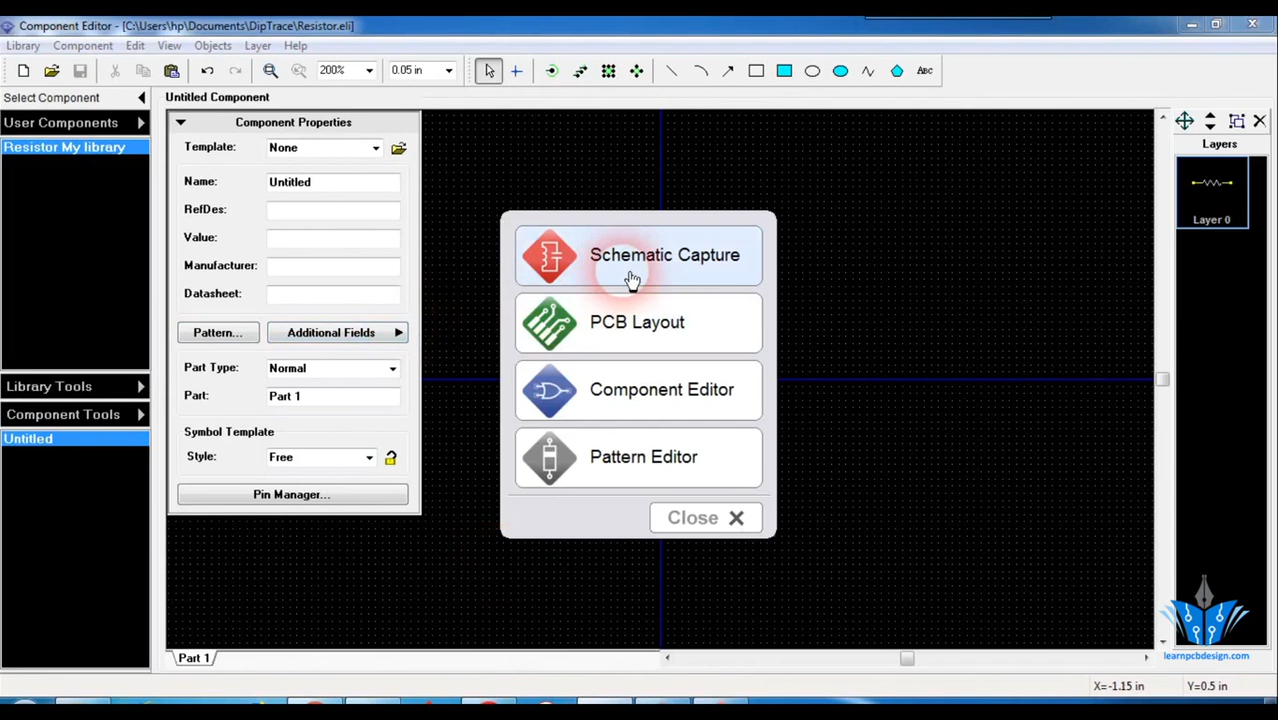 Component Editor - [C:\Users\hp\Documents\DipTrace\Resistor.eli]
Library Component Edit View Objects Layer Help
200% 0.05 in ABC
Select Component
User Components
Resistor My library
Library Tools
Component Tools
Untitled
Untitled Component
Component Properties
Template: None
Name: Untitled
RefDes:
Value:
Manufacturer:
Datasheet:
Pattern... Additional Fields
Part Type: Normal
Part: Part 1
Symbol Template
Style: Free
Pin Manager...
Schematic Capture
PCB Layout
Component Editor
Pattern Editor
Close
Layers
Layer 0
learnpcbdesign.com
Part 1
X=-1.15 in Y=0.5 in